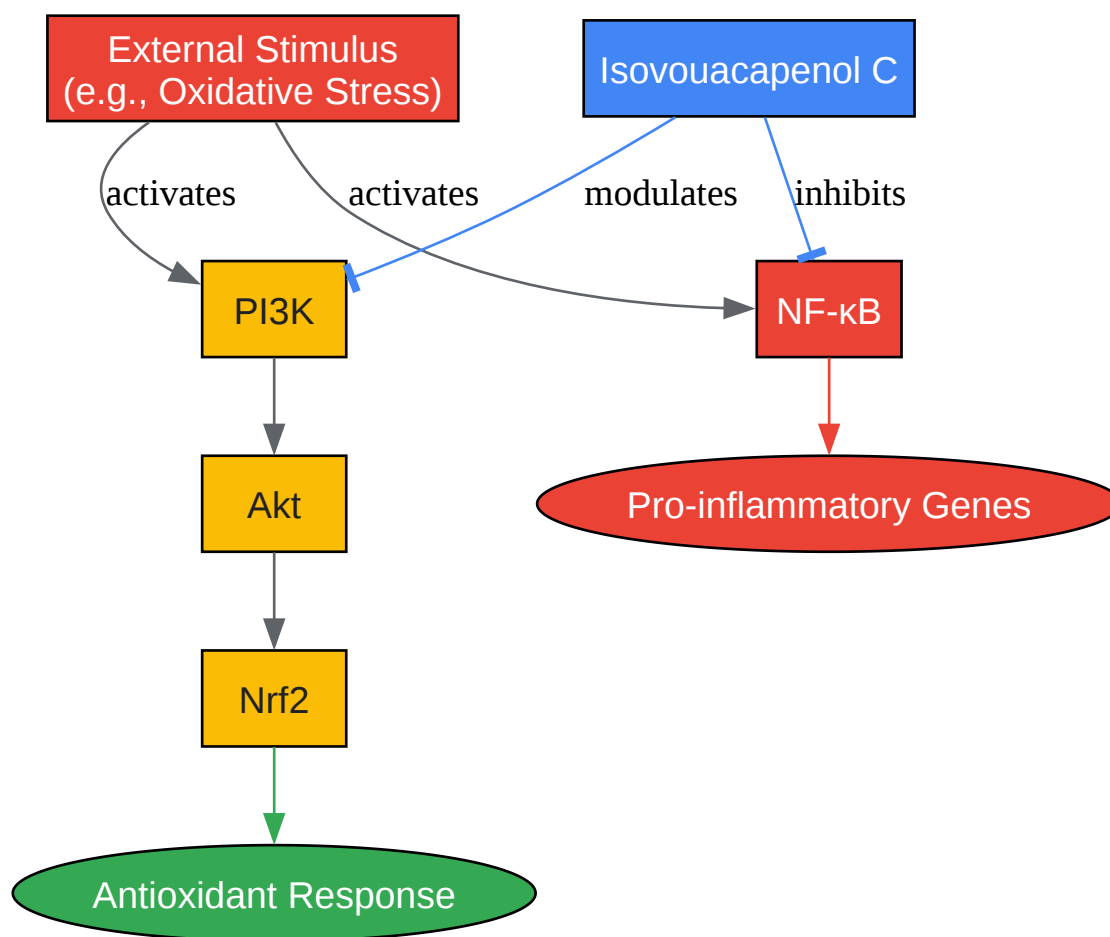 External Stimulus
(e.g., Oxidative Stress)
Isovouacapenol C
activates
activates
modulates
inhibits
PI3K
NF-κB
Akt
Pro-inflammatory Genes
Nrf2
Antioxidant Response